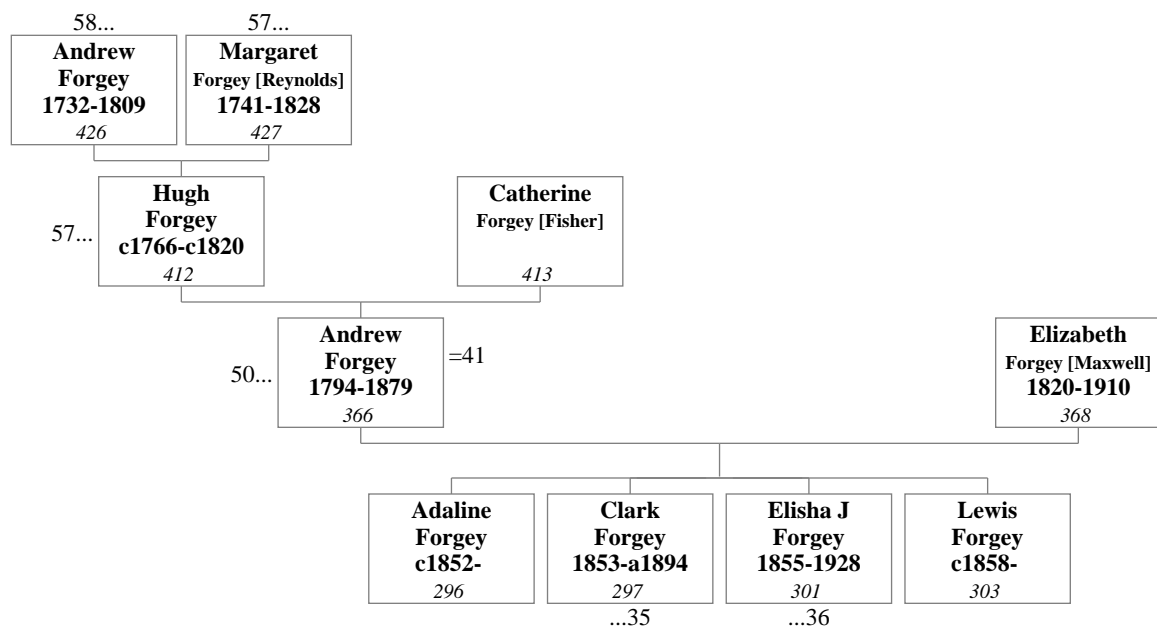 58...
57...
Andrew
Forgey
1732-1809
426
Margaret
Forgey [Reynolds]
1741-1828
427
57...
Hugh
Forgey
c1766-c1820
412
Catherine
Forgey [Fisher]
413
50...
Andrew
Forgey
1794-1879
366
=41
Elizabeth
Forgey [Maxwell]
1820-1910
368
Adaline
Forgey
c1852-
296
Clark
Forgey
1853-a1894
297
...35
Elisha J
Forgey
1855-1928
301
...36
Lewis
Forgey
c1858-
303